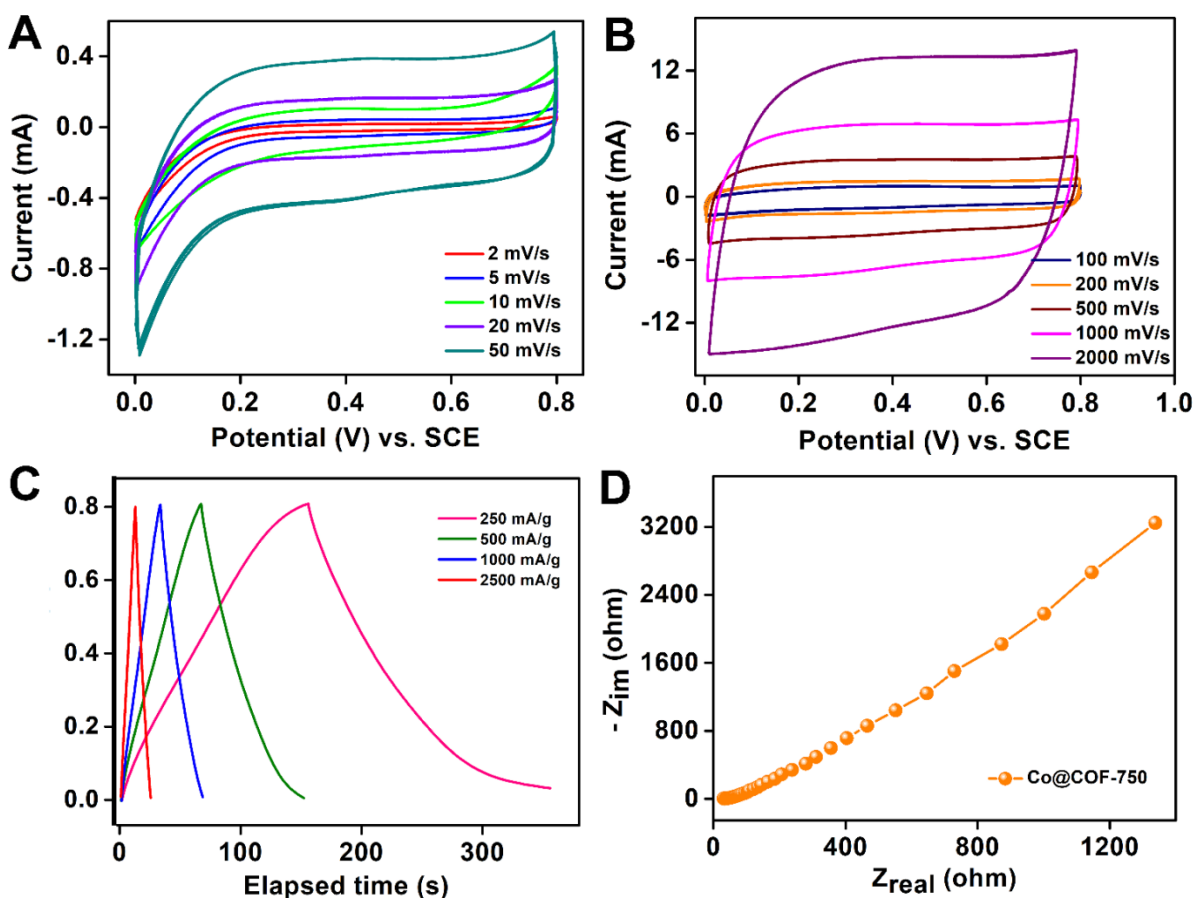 A
0.4
0.0
-0.4
-0.8
-1.2
Current (mA)
2 mV/s
5 mV/s
10 mV/s
20 mV/s
50 mV/s
0.0 0.2 0.4 0.6 0.8
Potential (V) vs. SCE
B
12
6
0
-6
-12
Current (mA)
100 mV/s
200 mV/s
500 mV/s
1000 mV/s
2000 mV/s
0.0 0.2 0.4 0.6 0.8 1.0
Potential (V) vs. SCE
C
0.8
0.6
0.4
0.2
0.0
250 mA/g
500 mA/g
1000 mA/g
2500 mA/g
0 100 200 300
Elapsed time (s)
D
3200
2400
1600
800
0
- Zim (ohm)
Co@COF-750
0 400 800 1200
Zreal (ohm)